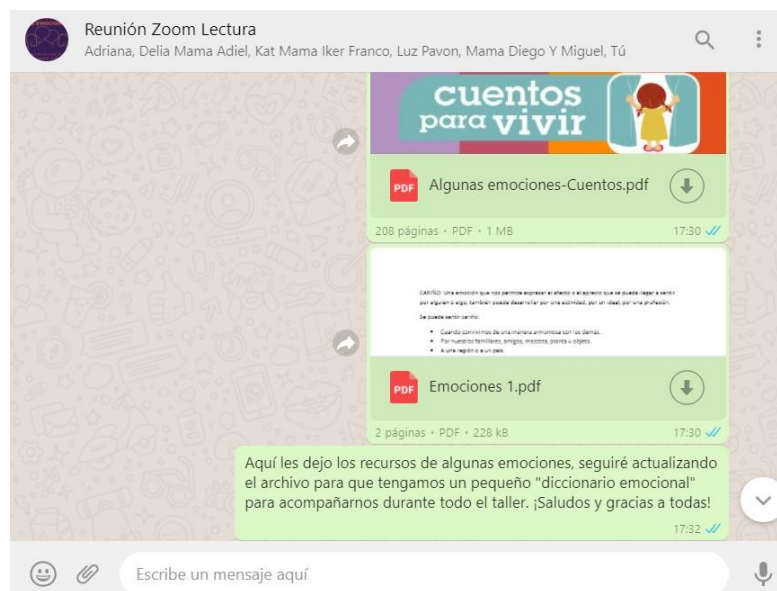 Reunión Zoom Lectura
Adriana, Delia Mama Adiel, Kat Mama Iker Franco, Luz Pavon, Mama Diego Y Miguel, Tú
cuentos
para vivir
PDF
Algunas emociones-Cuentos.pdf
208 páginas • PDF • 1 MB
17:30
CARIÑO: Una emoción que nos permite expresar el afecto o el aprecio que se puede llegar a sentir
por alguien o algo, también puede desarrollar por una actividad, por un ideal, por una profesión.
Se puede sentir cariño:
• Cuando convivimos de una manera armoniosa con los demás.
• Por nuestros familiares, amigos, mascota, planta u objeto.
• A una región o a un país.
PDF
Emociones 1.pdf
2 páginas • PDF • 228 kB
17:30
Aquí les dejo los recursos de algunas emociones, seguiré actualizando
el archivo para que tengamos un pequeño "diccionario emocional"
para acompañarnos durante todo el taller. ¡Saludos y gracias a todas!
17:32
Escribe un mensaje aquí